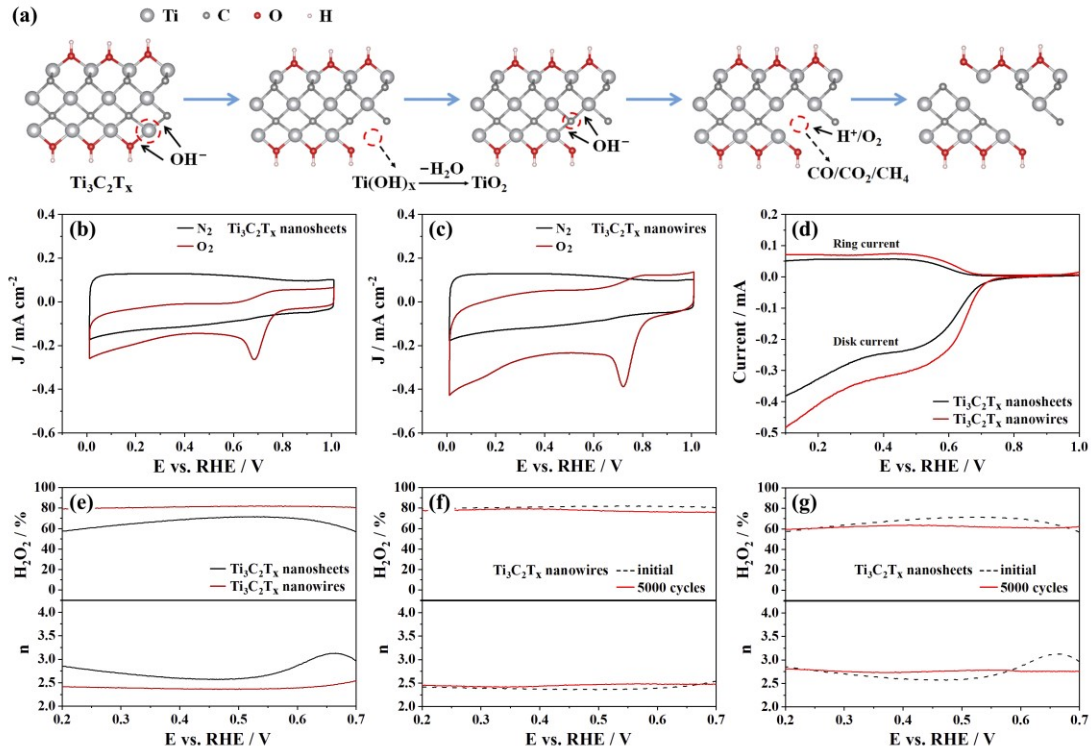 (a)
Ti C O H
Ti₃C₂Tₓ
OH⁻
Ti(OH)ₓ
−H₂O
TiO₂
OH⁻
H⁺/O₂
CO/CO₂/CH₄
(b)
N₂ Ti₃C₂Tₓ nanosheets
O₂
J / mA cm⁻²
0.4
0.2
0.0
-0.2
-0.4
-0.6
0.0 0.2 0.4 0.6 0.8 1.0
E vs. RHE / V
(c)
N₂ Ti₃C₂Tₓ nanowires
O₂
J / mA cm⁻²
0.4
0.2
0.0
-0.2
-0.4
-0.6
0.0 0.2 0.4 0.6 0.8 1.0
E vs. RHE / V
(d)
Ring current
Disk current
Ti₃C₂Tₓ nanosheets
Ti₃C₂Tₓ nanowires
Current / mA
0.2
0.1
0.0
-0.1
-0.2
-0.3
-0.4
-0.5
0.2 0.4 0.6 0.8 1.0
E vs. RHE / V
(e)
H₂O₂ / %
100
80
60
40
20
0
Ti₃C₂Tₓ nanosheets
Ti₃C₂Tₓ nanowires
n
4.0
3.5
3.0
2.5
2.0
0.2 0.3 0.4 0.5 0.6 0.7
E vs. RHE / V
(f)
H₂O₂ / %
100
80
60
40
20
0
Ti₃C₂Tₓ nanowires initial
5000 cycles
n
4.0
3.5
3.0
2.5
2.0
0.2 0.3 0.4 0.5 0.6 0.7
E vs. RHE / V
(g)
H₂O₂ / %
100
80
60
40
20
0
Ti₃C₂Tₓ nanosheets initial
5000 cycles
n
4.0
3.5
3.0
2.5
2.0
0.2 0.3 0.4 0.5 0.6 0.7
E vs. RHE / V